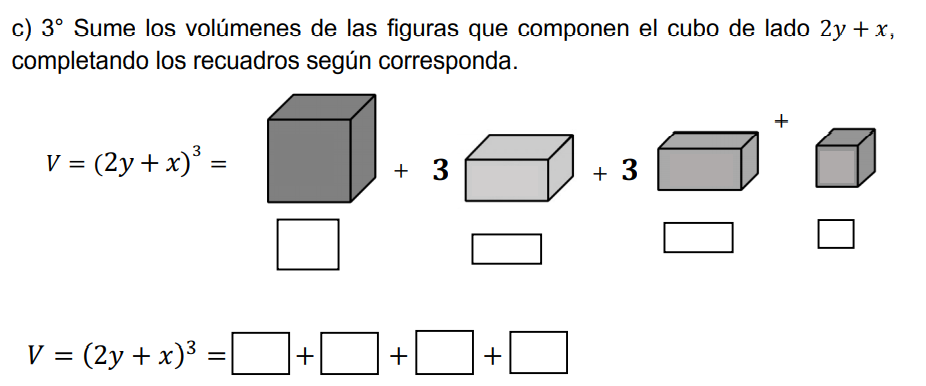 c) 3° Sume los volúmenes de las figuras que componen el cubo de lado 2y + x,
completando los recuadros según corresponda.
V = (2y + x)³ = + 3 + 3 +
V = (2y + x)³ = + + +